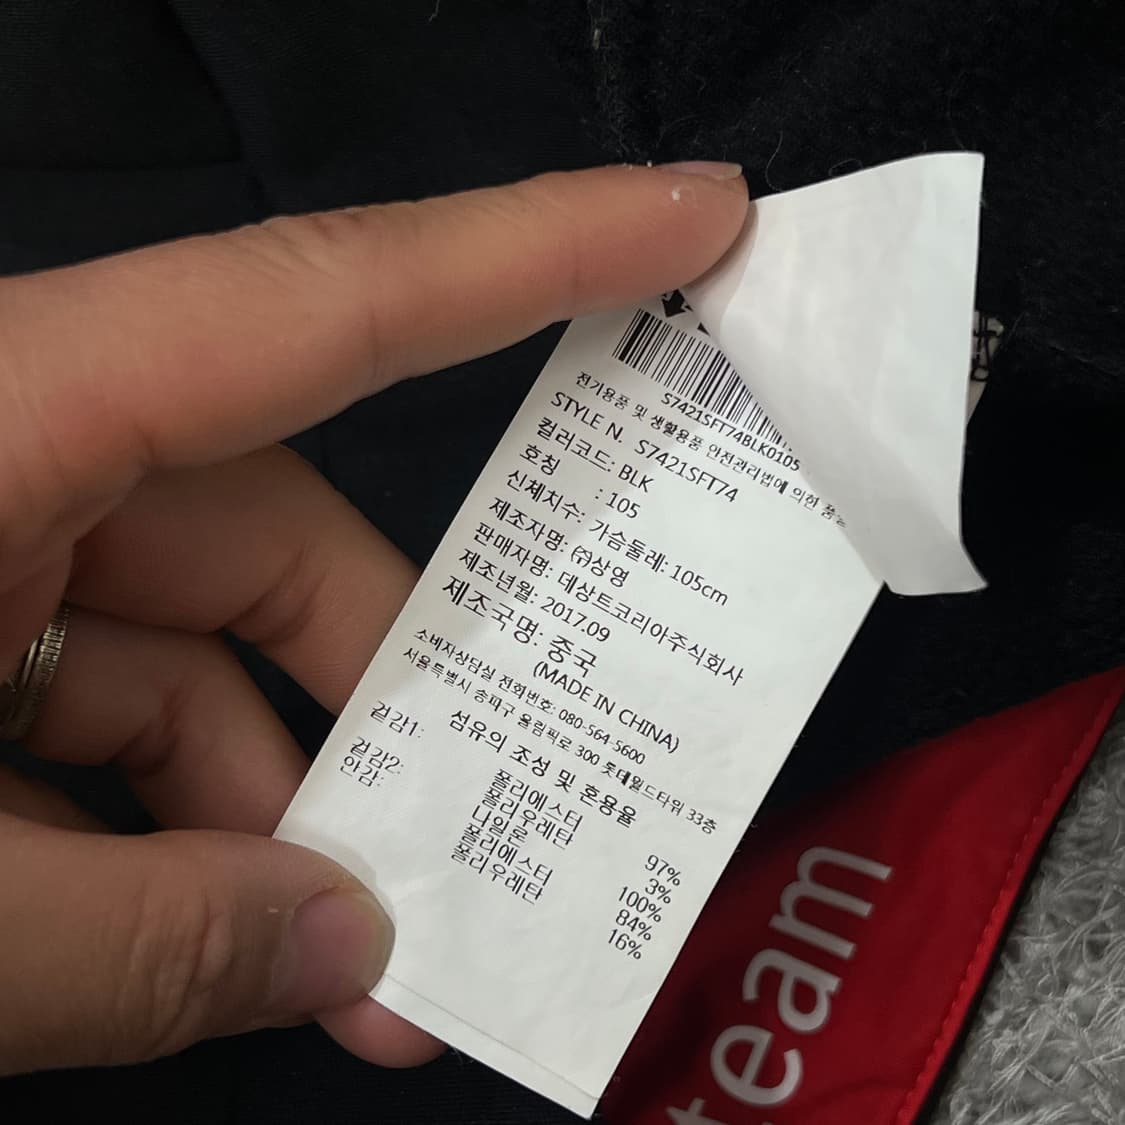 S7421SFT74BLK0105
전기용품 및 생활용품 안전관리법에 의한 품
STYLE N. S7421SFT74
컬러코드: BLK
호칭 : 105
신체치수: 가슴둘레: 105cm
제조자명: ㈜상영
판매자명: 데상트코리아주식회사
제조년월: 2017.09
제조국명: 중국
(MADE IN CHINA)
소비자상담실 전화번호: 080-564-5600
서울특별시 송파구 올림픽로 300 롯데월드타워 33층
섬유의 조성 및 혼용율
겉감1: 폴리에스터 97%
폴리우레탄 3%
겉감2: 나일론 100%
안감: 폴리에스터 84%
폴리우레탄 16%
team